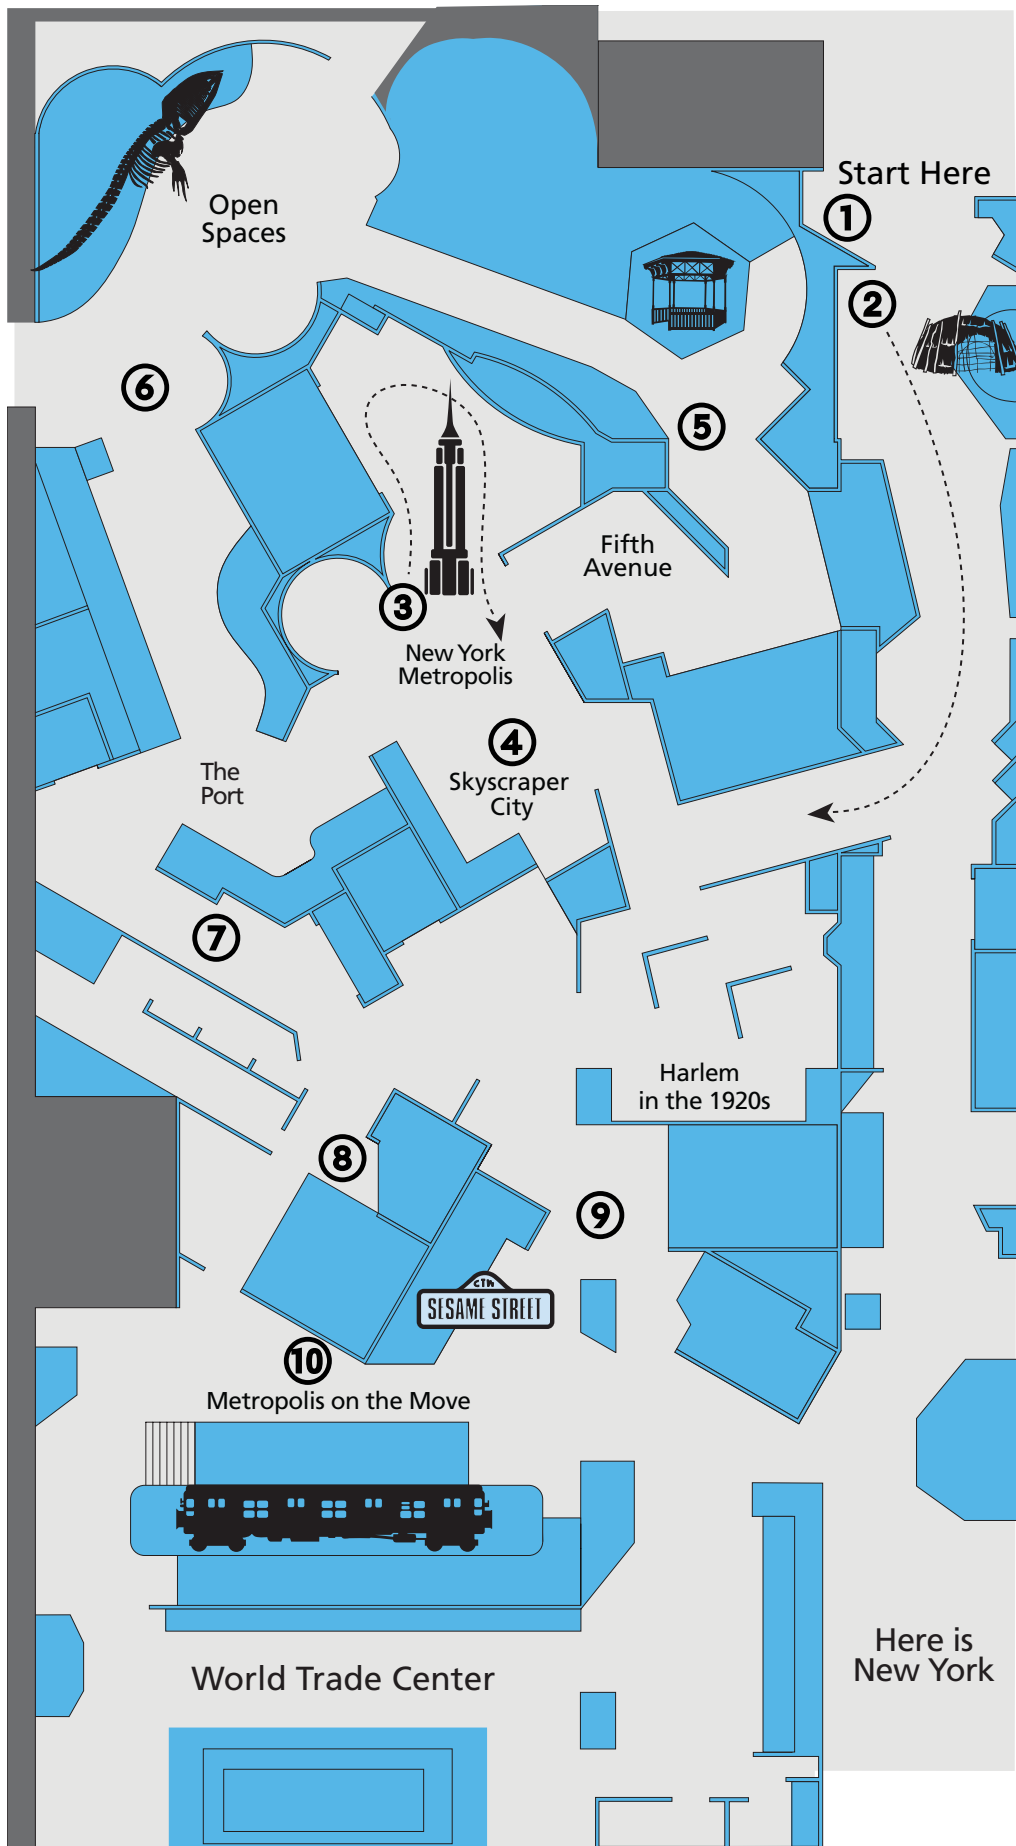 Start Here
1
Open
Spaces
2
6
5
Fifth
Avenue
3
New York
Metropolis
4
Skyscraper
City
The
Port
7
Harlem
in the 1920s
8
9
CTW
SESAME STREET
10
Metropolis on the Move
Here is
New York
World Trade Center